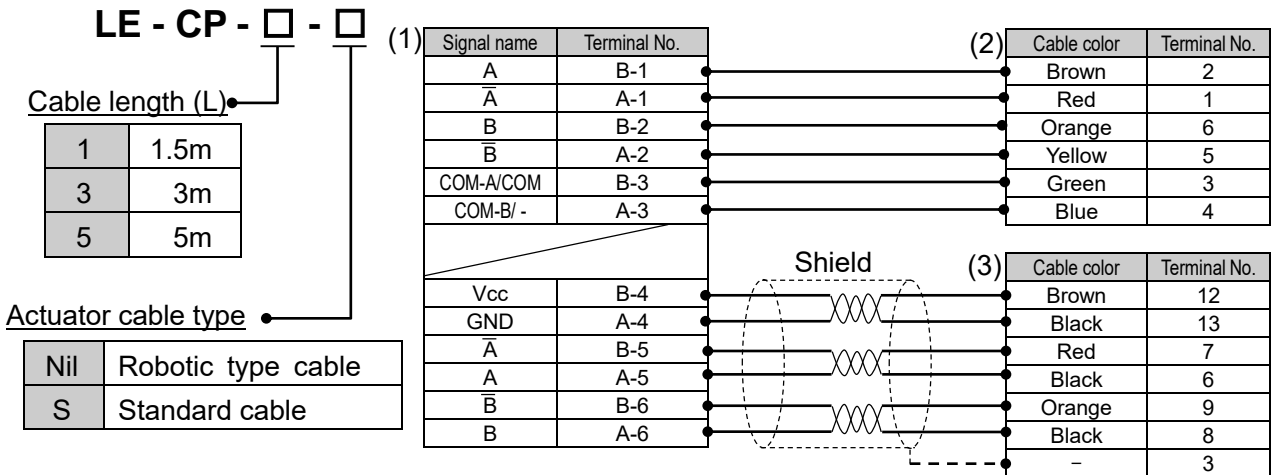 LE - CP - □ - □
Cable length (L)
1 1.5m
3 3m
5 5m
Actuator cable type
Nil Robotic type cable
S Standard cable
(1)
Signal name Terminal No.
A B-1
A̅ A-1
B B-2
B̅ A-2
COM-A/COM B-3
COM-B/ - A-3
Vcc B-4
GND A-4
A̅ B-5
A A-5
B̅ B-6
B A-6
(2)
Cable color Terminal No.
Brown 2
Red 1
Orange 6
Yellow 5
Green 3
Blue 4
Shield
(3)
Cable color Terminal No.
Brown 12
Black 13
Red 7
Black 6
Orange 9
Black 8
– 3